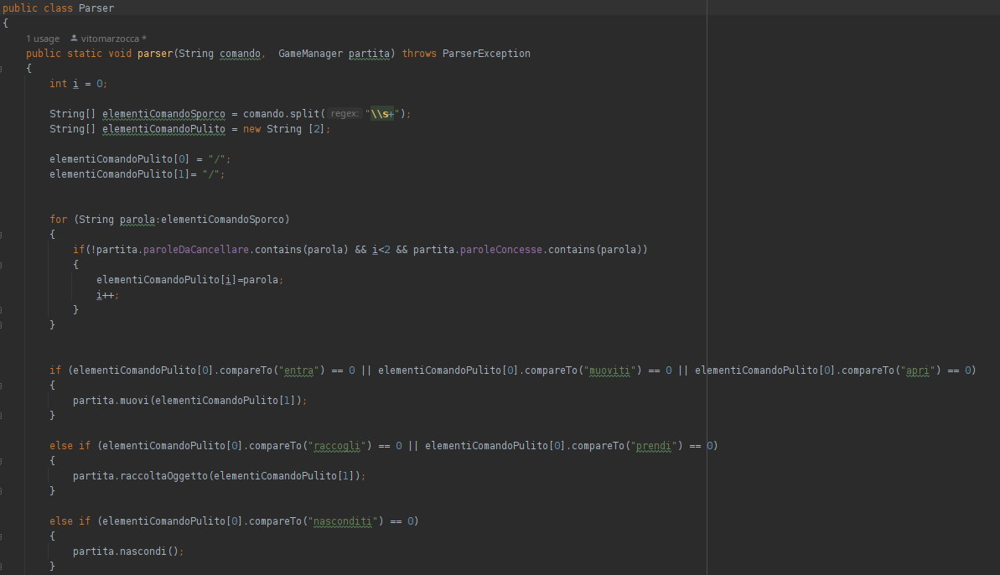 public class Parser
{
1 usage vitomarzocca *
public static void parser(String comando, GameManager partita) throws ParserException
{
int i = 0;
String[] elementiComandoSporco = comando.split( regex: "\\s+");
String[] elementiComandoPulito = new String [2];
elementiComandoPulito[0] = "/";
elementiComandoPulito[1]= "/";
for (String parola:elementiComandoSporco)
{
if(!partita.paroleDaCancellare.contains(parola) && i<2 && partita.paroleConcesse.contains(parola))
{
elementiComandoPulito[i]=parola;
i++;
}
}
if (elementiComandoPulito[0].compareTo("entra") == 0 || elementiComandoPulito[0].compareTo("muoviti") == 0 || elementiComandoPulito[0].compareTo("apri") == 0)
{
partita.muovi(elementiComandoPulito[1]);
}
else if (elementiComandoPulito[0].compareTo("raccogli") == 0 || elementiComandoPulito[0].compareTo("prendi") == 0)
{
partita.raccoltaOggetto(elementiComandoPulito[1]);
}
else if (elementiComandoPulito[0].compareTo("nasconditi") == 0)
{
partita.nascondi();
}